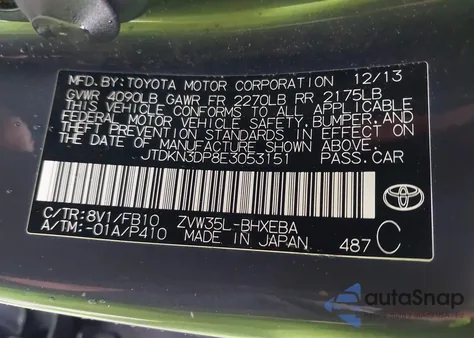 MFD.BY:TOYOTA MOTOR CORPORATION 12/13
GVWR 4090LB GAWR FR 2270LB RR 2175LB
THIS VEHICLE CONFORMS TO ALL APPLICABLE
FEDERAL MOTOR VEHICLE SAFETY,BUMPER,AND
THEFT PREVENTION STANDARDS IN EFFECT ON
THE DATE OF MANUFACTURE SHOWN ABOVE.
JTDKN3DP8E3053151 PASS.CAR
C/TR:8V1/FB10 ZVW35L-BHXEBA
A/TM:-01A/P410 MADE IN JAPAN 487 C
TOYOTA
autaSnap